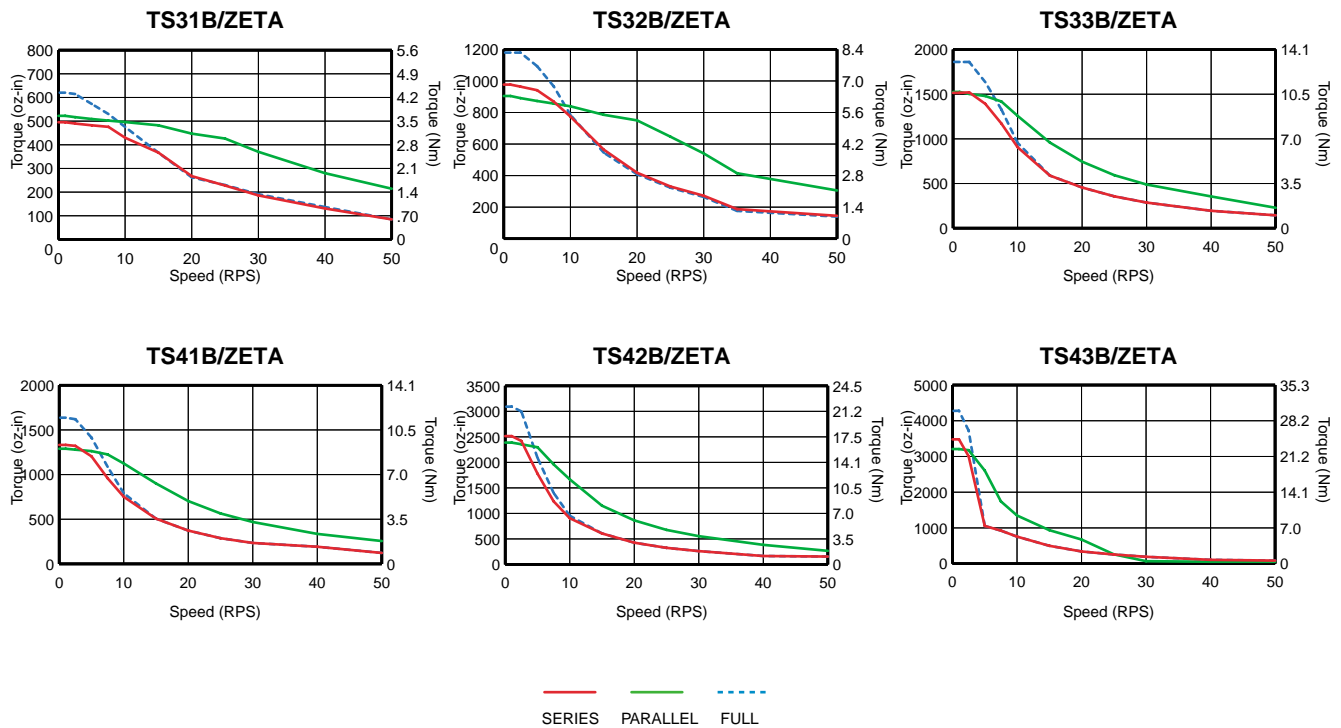 TS31B/ZETA
800
700
600
500
400
300
200
100
0
Torque (oz-in)
5.6
4.9
4.2
3.5
2.8
2.1
1.4
.70
0
Torque (Nm)
0 10 20 30 40 50
Speed (RPS)
TS32B/ZETA
1200
1000
800
600
400
200
0
Torque (oz-in)
8.4
7.0
5.6
4.2
2.8
1.4
0
Torque (Nm)
0 10 20 30 40 50
Speed (RPS)
TS33B/ZETA
2000
1500
1000
500
0
Torque (oz-in)
14.1
10.5
7.0
3.5
0
Torque (Nm)
0 10 20 30 40 50
Speed (RPS)
TS41B/ZETA
2000
1500
1000
500
0
Torque (oz-in)
14.1
10.5
7.0
3.5
0
Torque (Nm)
0 10 20 30 40 50
Speed (RPS)
TS42B/ZETA
3500
3000
2500
2000
1500
1000
500
0
Torque (oz-in)
24.5
21.2
17.5
14.1
10.5
7.0
3.5
0
Torque (Nm)
0 10 20 30 40 50
Speed (RPS)
TS43B/ZETA
5000
4000
3000
2000
1000
0
Torque (oz-in)
35.3
28.2
21.2
14.1
7.0
0
Torque (Nm)
0 10 20 30 40 50
Speed (RPS)
SERIES PARALLEL FULL